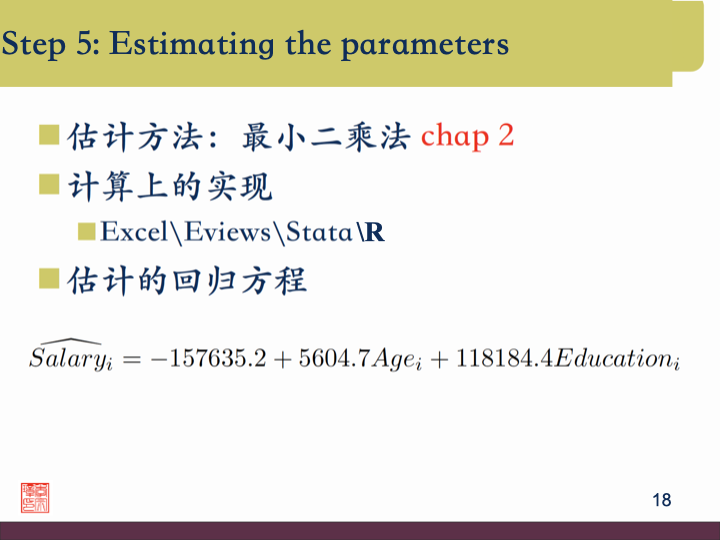 Step 5: Estimating the parameters
估计方法：最小二乘法 chap 2
计算上的实现
Excel\Eviews\Stata\R
估计的回归方程
\widehat{Salary}_i = −157635.2 + 5604.7Age_i + 118184.4Education_i
18